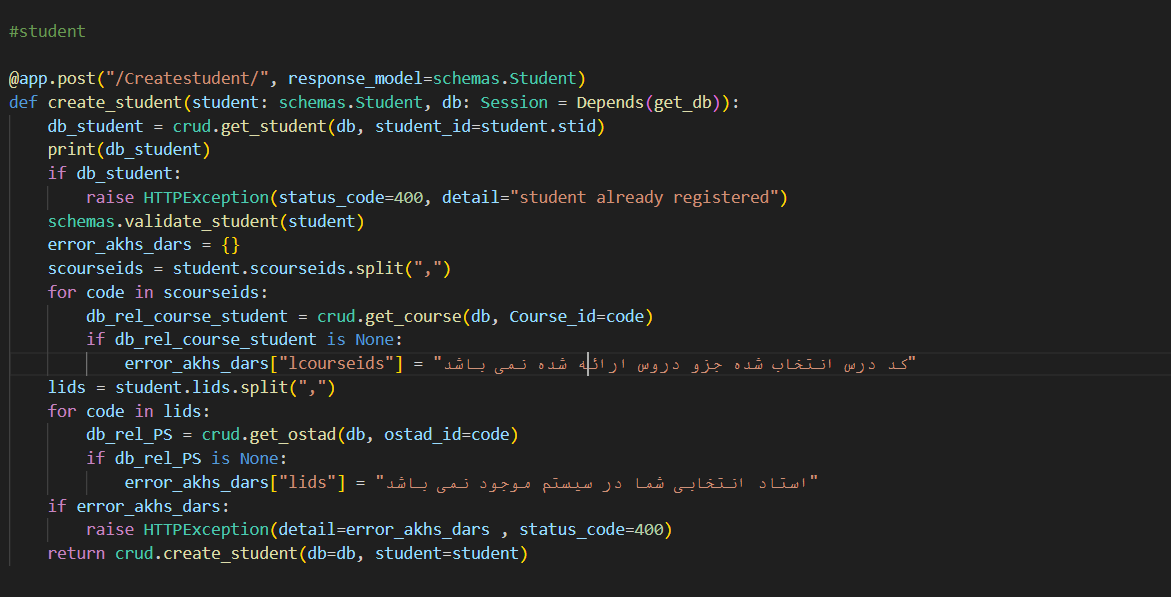 #student
@app.post("/Createstudent/", response_model=schemas.Student)
def create_student(student: schemas.Student, db: Session = Depends(get_db)):
    db_student = crud.get_student(db, student_id=student.stid)
    print(db_student)
    if db_student:
        raise HTTPException(status_code=400, detail="student already registered")
    schemas.validate_student(student)
    error_akhs_dars = {}
    scourseids = student.scourseids.split(",")
    for code in scourseids:
        db_rel_course_student = crud.get_course(db, Course_id=code)
        if db_rel_course_student is None:
            error_akhs_dars["lcourseids"] = "کد درس انتخاب شده جزو دروس ارائه شده نمی باشد"
    lids = student.lids.split(",")
    for code in lids:
        db_rel_PS = crud.get_ostad(db, ostad_id=code)
        if db_rel_PS is None:
            error_akhs_dars["lids"] = "استاد انتخابی شما در سیستم موجود نمی باشد"
    if error_akhs_dars:
        raise HTTPException(detail=error_akhs_dars , status_code=400)
    return crud.create_student(db=db, student=student)